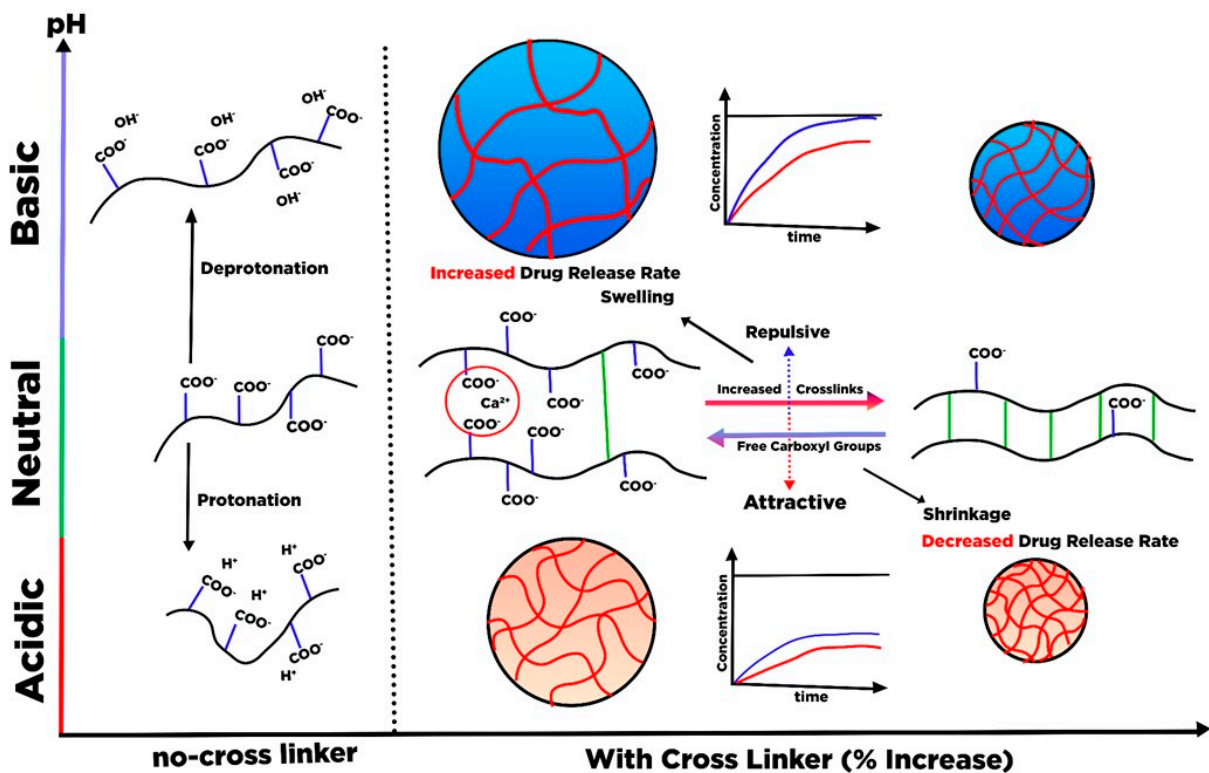 pH
Basic
Neutral
Acidic
OH⁻
COO⁻
OH⁻
COO⁻
OH⁻
COO⁻
COO⁻
OH⁻
Deprotonation
COO⁻
COO⁻
COO⁻
COO⁻
Protonation
H⁺
COO⁻
H⁺
COO⁻
H⁺
COO⁻
COO⁻
H⁺
no-cross linker
Increased Drug Release Rate
Swelling
Concentration
time
COO⁻
COO⁻
COO⁻
COO⁻
Ca²⁺
COO⁻
COO⁻
COO⁻
COO⁻
Repulsive
Increased Crosslinks
Free Carboxyl Groups
Attractive
COO⁻
COO⁻
Shrinkage
Decreased Drug Release Rate
Concentration
time
With Cross Linker (% Increase)